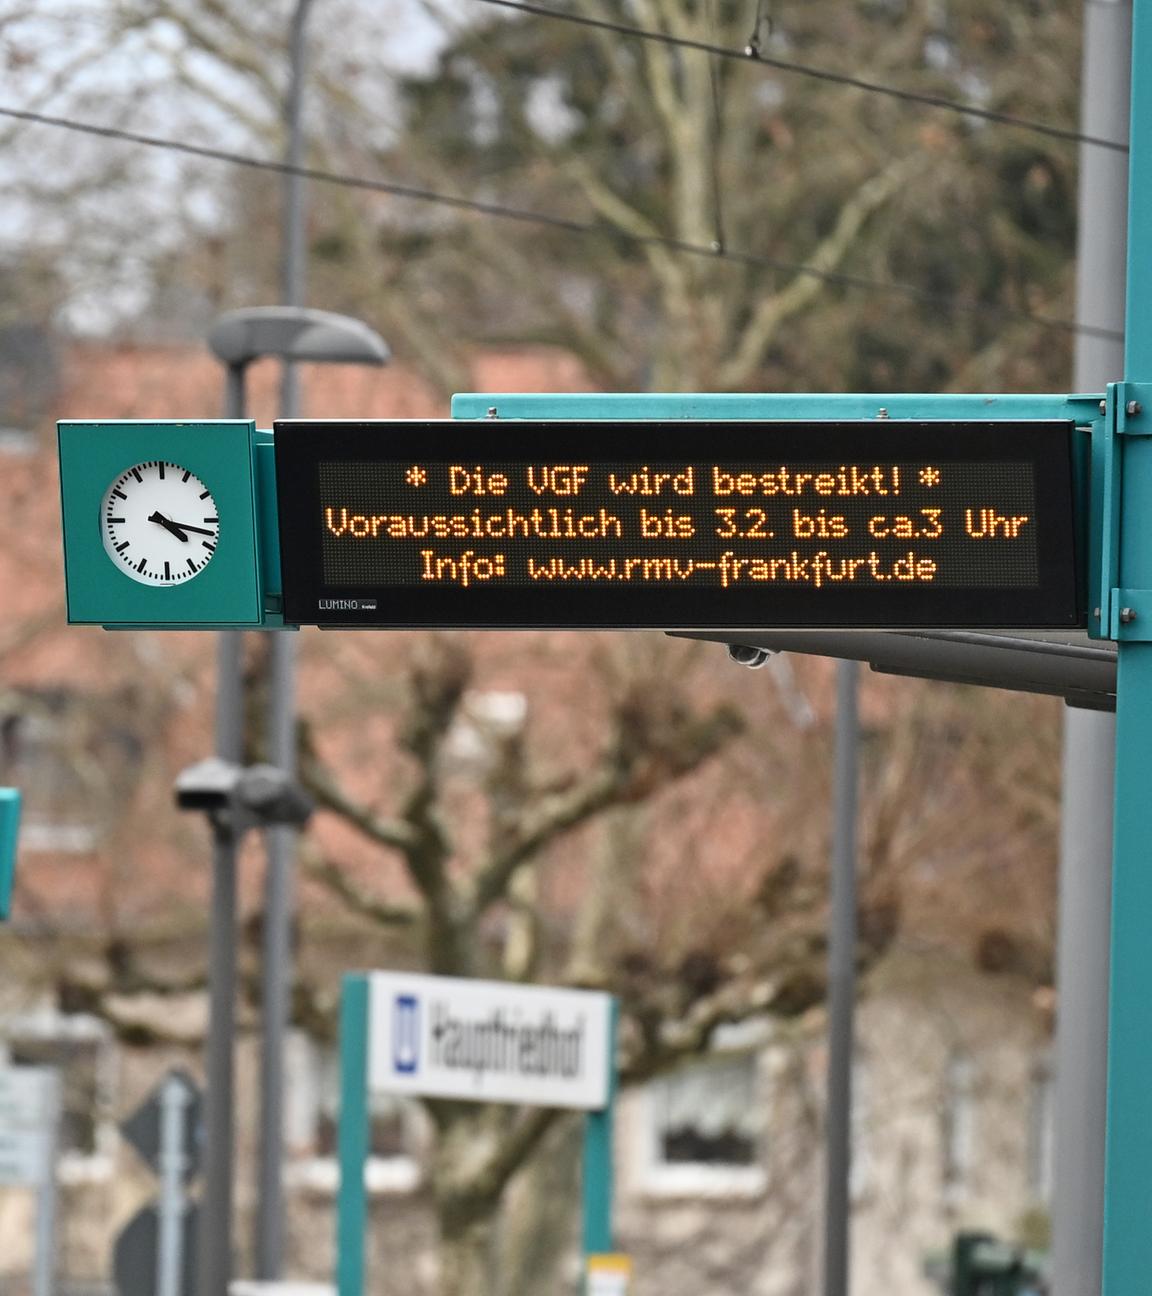 * Die VGF wird bestreikt! *
Voraussichtlich bis 3.2. bis ca.3 Uhr
Info: www.rmv-frankfurt.de
LUMINO Krefeld
U Hauptfriedhof